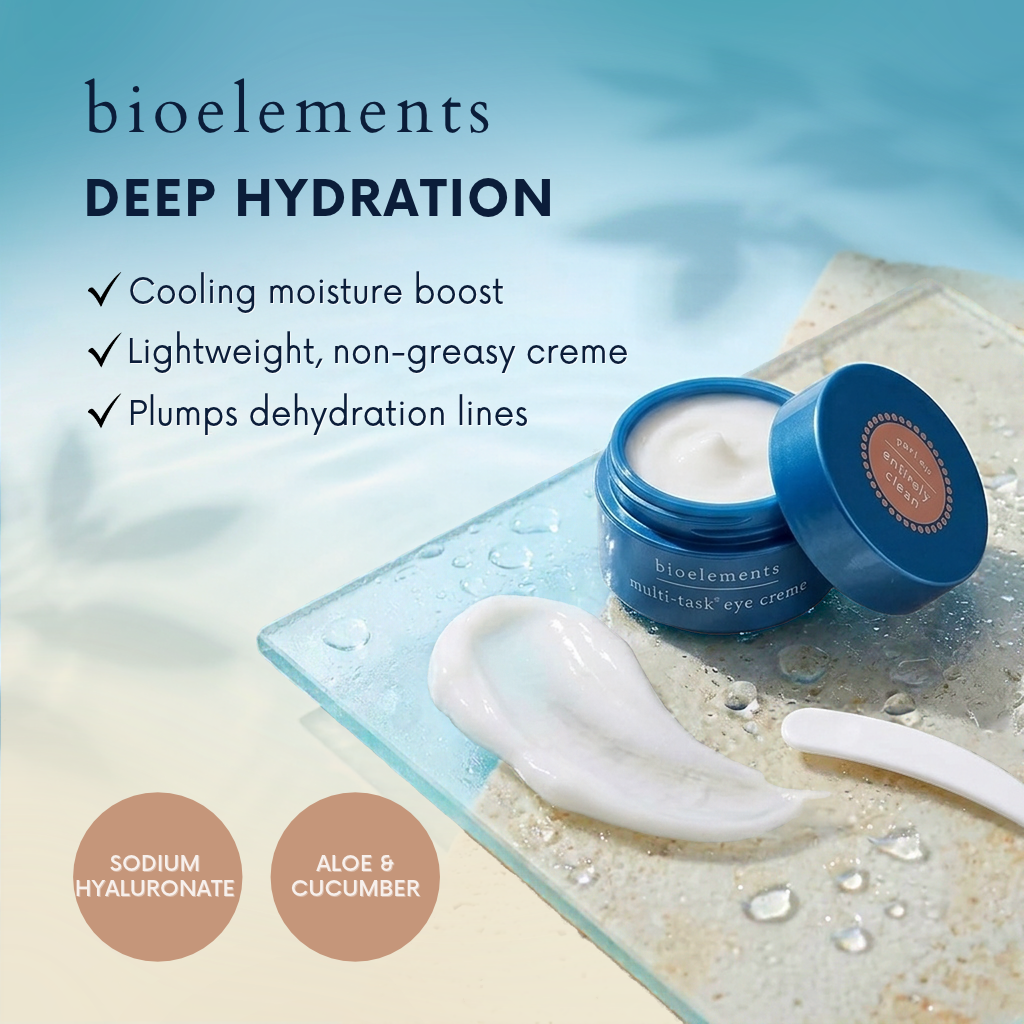 bioelements
DEEP HYDRATION
✓ Cooling moisture boost
✓ Lightweight, non-greasy creme
✓ Plumps dehydration lines
entirely
clean
bioelements
multi-task® eye creme
SODIUM
HYALURONATE
ALOE &
CUCUMBER